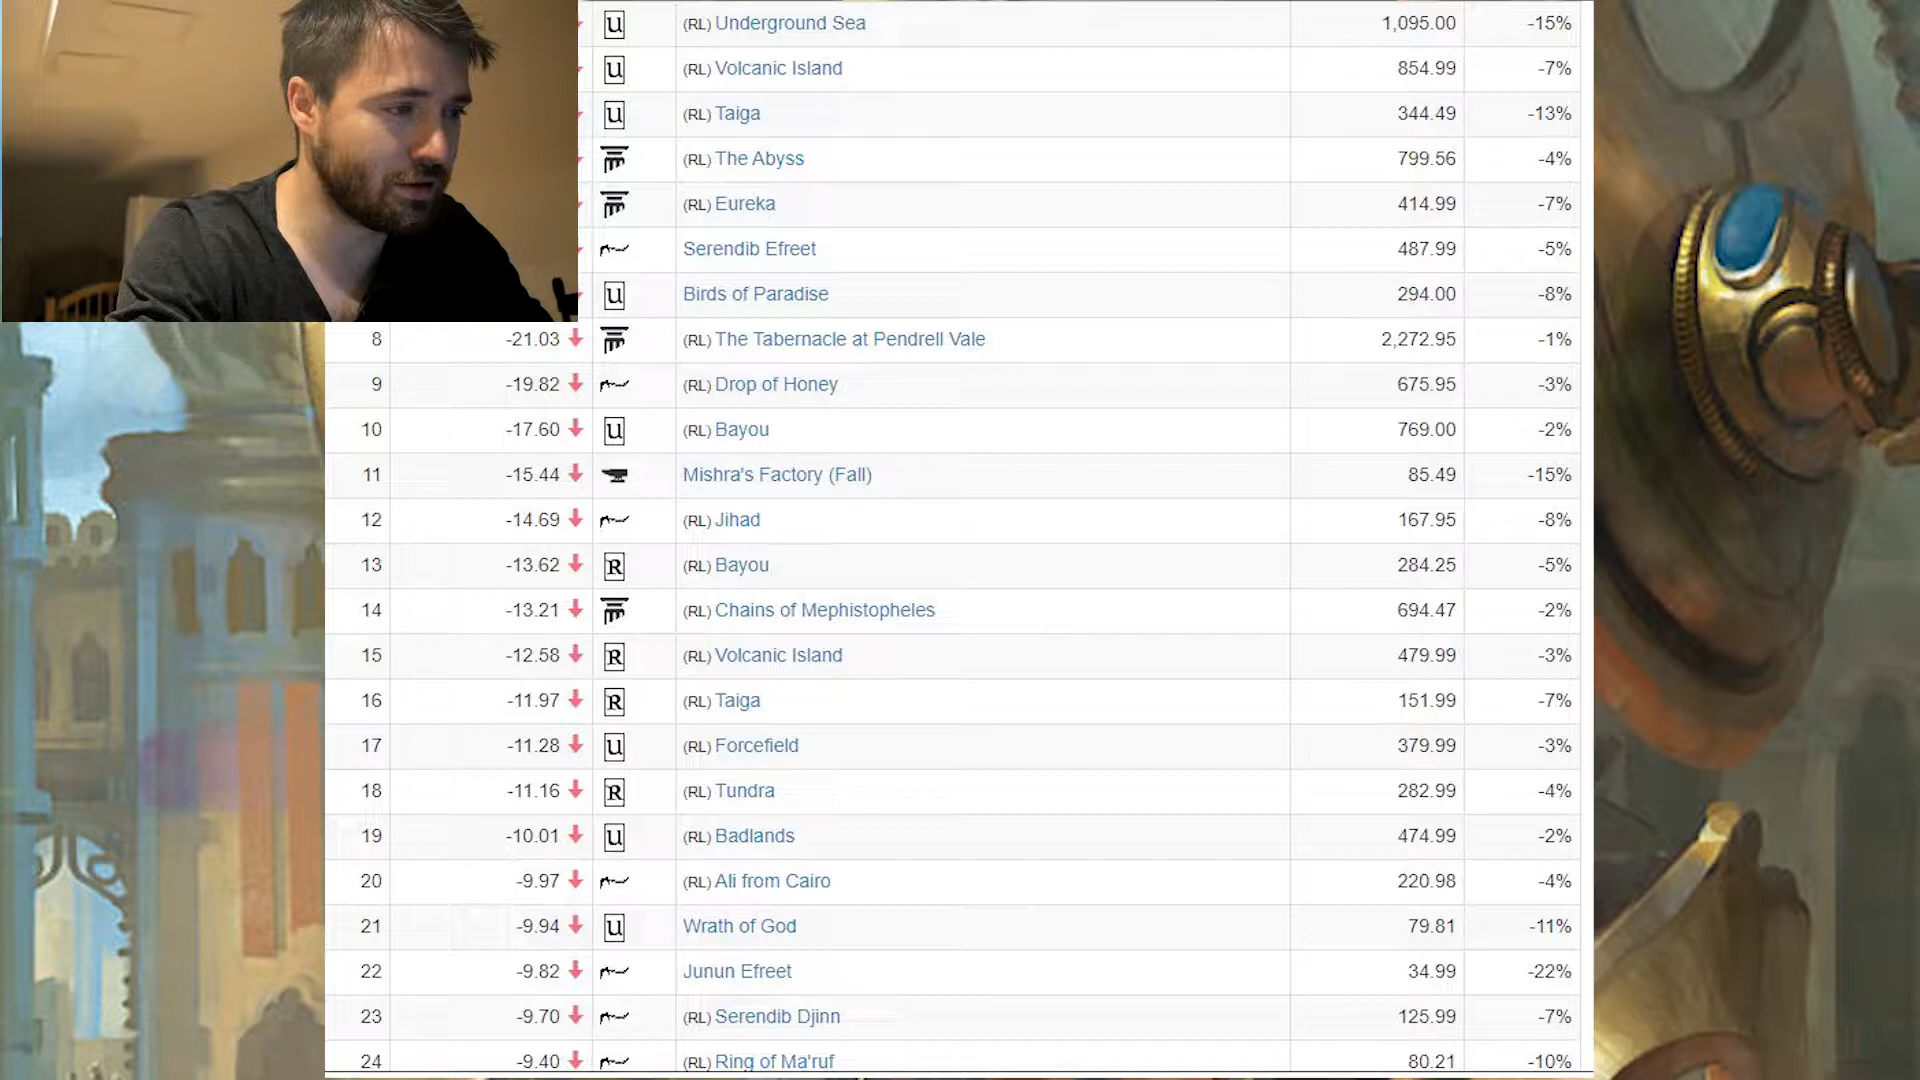 U (RL) Underground Sea 1,095.00 -15%
U (RL) Volcanic Island 854.99 -7%
U (RL) Taiga 344.49 -13%
(RL) The Abyss 799.56 -4%
(RL) Eureka 414.99 -7%
Serendib Efreet 487.99 -5%
U Birds of Paradise 294.00 -8%
8 -21.03 (RL) The Tabernacle at Pendrell Vale 2,272.95 -1%
9 -19.82 (RL) Drop of Honey 675.95 -3%
10 -17.60 U (RL) Bayou 769.00 -2%
11 -15.44 Mishra's Factory (Fall) 85.49 -15%
12 -14.69 (RL) Jihad 167.95 -8%
13 -13.62 R (RL) Bayou 284.25 -5%
14 -13.21 (RL) Chains of Mephistopheles 694.47 -2%
15 -12.58 R (RL) Volcanic Island 479.99 -3%
16 -11.97 R (RL) Taiga 151.99 -7%
17 -11.28 U (RL) Forcefield 379.99 -3%
18 -11.16 R (RL) Tundra 282.99 -4%
19 -10.01 U (RL) Badlands 474.99 -2%
20 -9.97 (RL) Ali from Cairo 220.98 -4%
21 -9.94 U Wrath of God 79.81 -11%
22 -9.82 Junun Efreet 34.99 -22%
23 -9.70 (RL) Serendib Djinn 125.99 -7%
24 -9.40 (RL) Ring of Ma'ruf 80.21 -10%